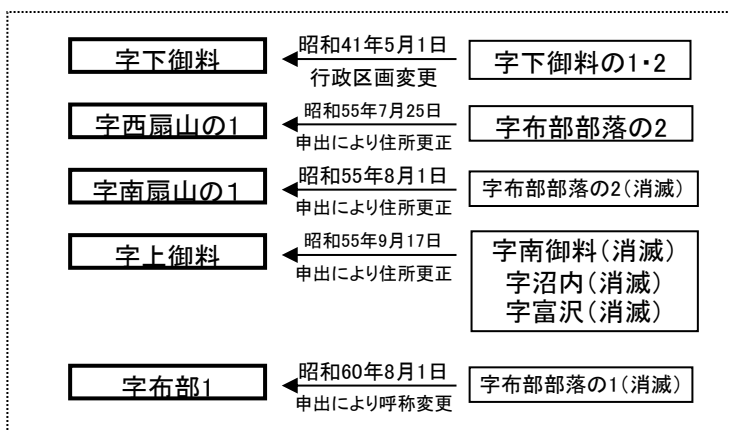 字下御料
昭和41年5月1日
行政区画変更
字下御料の1・2
字西扇山の1
昭和55年7月25日
申出により住所更正
字布部部落の2
字南扇山の1
昭和55年8月1日
申出により住所更正
字布部部落の2(消滅)
字上御料
昭和55年9月17日
申出により住所更正
字南御料(消滅)
字沼内(消滅)
字富沢(消滅)
字布部1
昭和60年8月1日
申出により呼称変更
字布部部落の1(消滅)